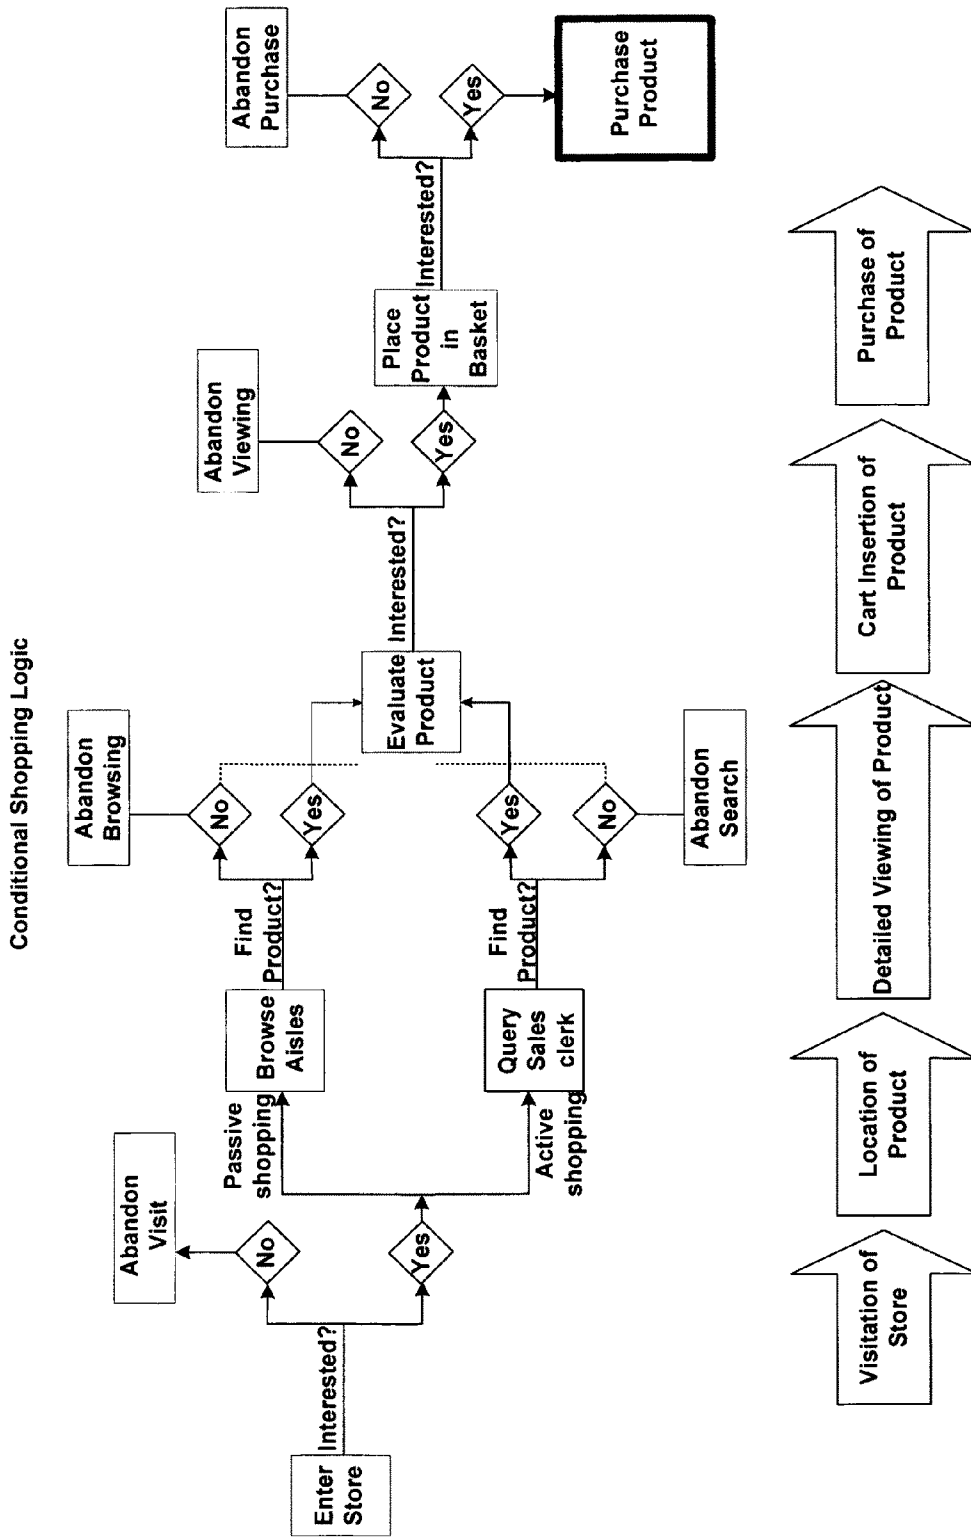 Conditional Shopping Logic
Enter
Store
Interested?
No
Abandon
Visit
Yes
Passive
shopping
Browse
Aisles
Find
Product?
No
Abandon
Browsing
Yes
Active
shopping
Query
Sales
clerk
Find
Product?
Yes
No
Abandon
Search
Evaluate
Product
Interested?
No
Abandon
Viewing
Yes
Place
Product
in
Basket
Interested?
No
Abandon
Purchase
Yes
Purchase
Product
Visitation of
Store
Location of
Product
Detailed Viewing of Product
Cart Insertion of
Product
Purchase of
Product